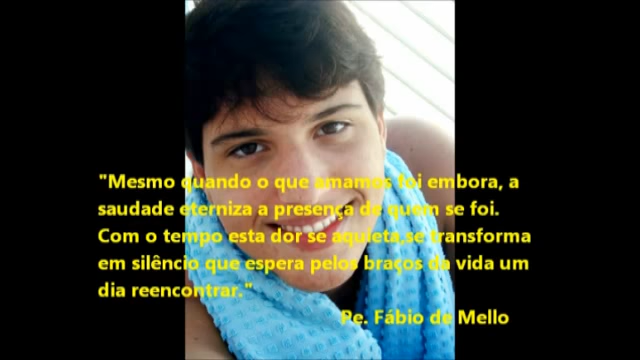 "Mesmo quando o que amamos foi embora, a
saudade eterniza a presença de quem se foi.
Com o tempo esta dor se aquieta,se transforma
em silêncio que espera pelos braços da vida um
dia reencontrar."
Pe. Fábio de Mello